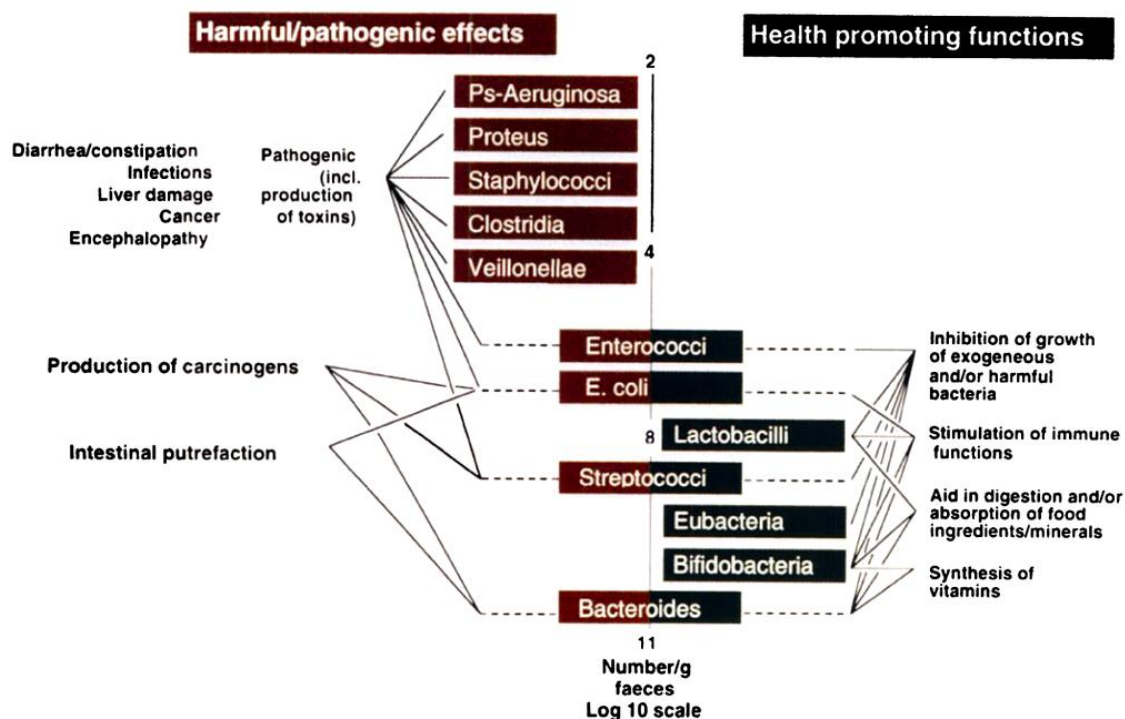 Harmful/pathogenic effects
Health promoting functions
2
Ps-Aeruginosa
Proteus
Staphylococci
Clostridia
4
Veillonellae
Diarrhea/constipation
Infections
Liver damage
Cancer
Encephalopathy
Pathogenic
(incl.
production
of toxins)
Enterococci
E. coli
8
Lactobacilli
Streptococci
Eubacteria
Bifidobacteria
Bacteroides
11
Number/g
faeces
Log 10 scale
Production of carcinogens
Intestinal putrefaction
Inhibition of growth
of exogeneous
and/or harmful
bacteria
Stimulation of immune
functions
Aid in digestion and/or
absorption of food
ingredients/minerals
Synthesis of
vitamins